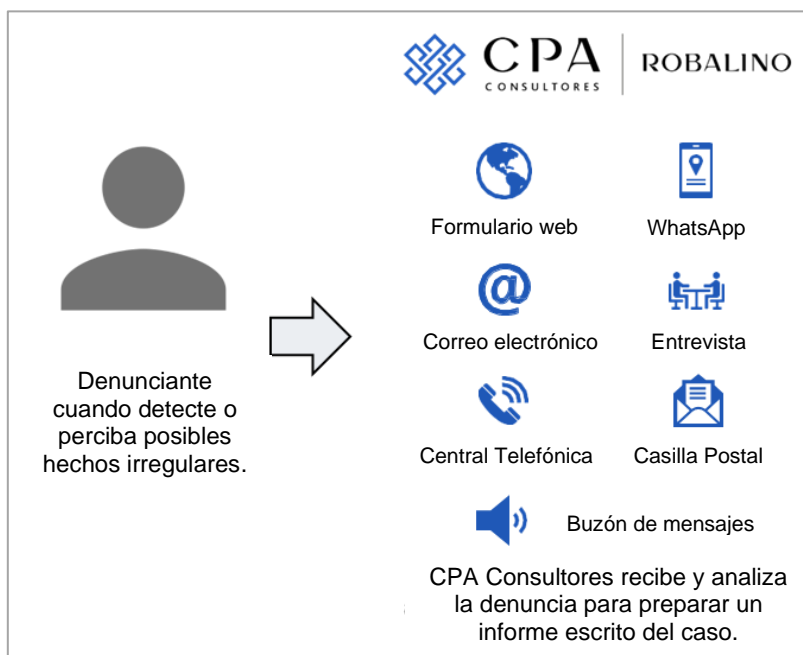 CPA
CONSULTORES
ROBALINO
Formulario web
WhatsApp
@
Correo electrónico
Entrevista
Denunciante
cuando detecte o
perciba posibles
hechos irregulares.
Central Telefónica
Casilla Postal
Buzón de mensajes
CPA Consultores recibe y analiza
la denuncia para preparar un
informe escrito del caso.